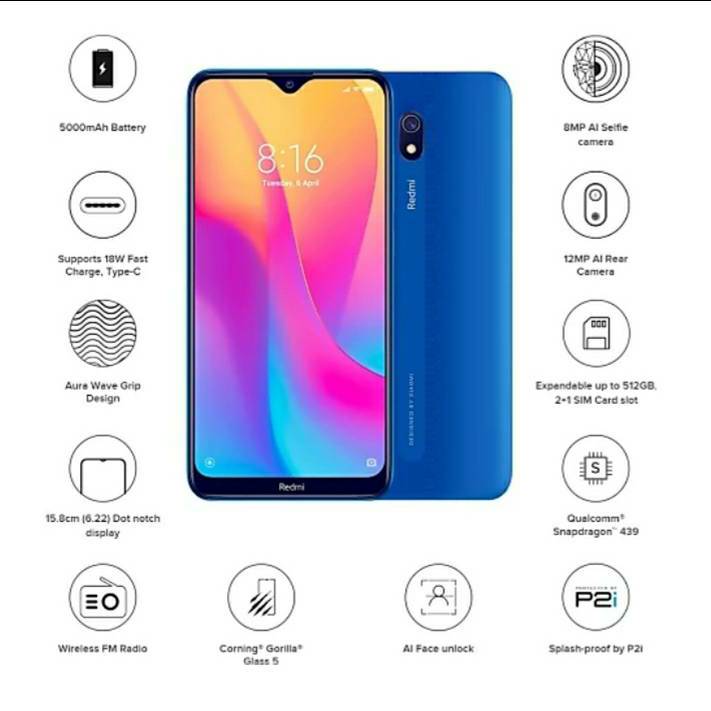 5000mAh Battery
8MP AI Selfie
camera
8:16
Tuesday, 6 April
Redmi
Supports 18W Fast
Charge, Type-C
12MP AI Rear
Camera
Aura Wave Grip
Design
Expandable up to 512GB,
2+1 SIM Card slot
DESIGNED BY XIAOMI
S
Redmi
15.8cm (6.22) Dot notch
display
Qualcomm®
Snapdragon™ 439
PROTECTED BY
P2i
Wireless FM Radio
Corning® Gorilla®
Glass 5
AI Face unlock
Splash-proof by P2i